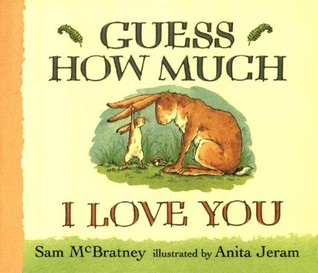 GUESS
HOW MUCH
I LOVE YOU
Sam McBratney illustrated by Anita Jeram